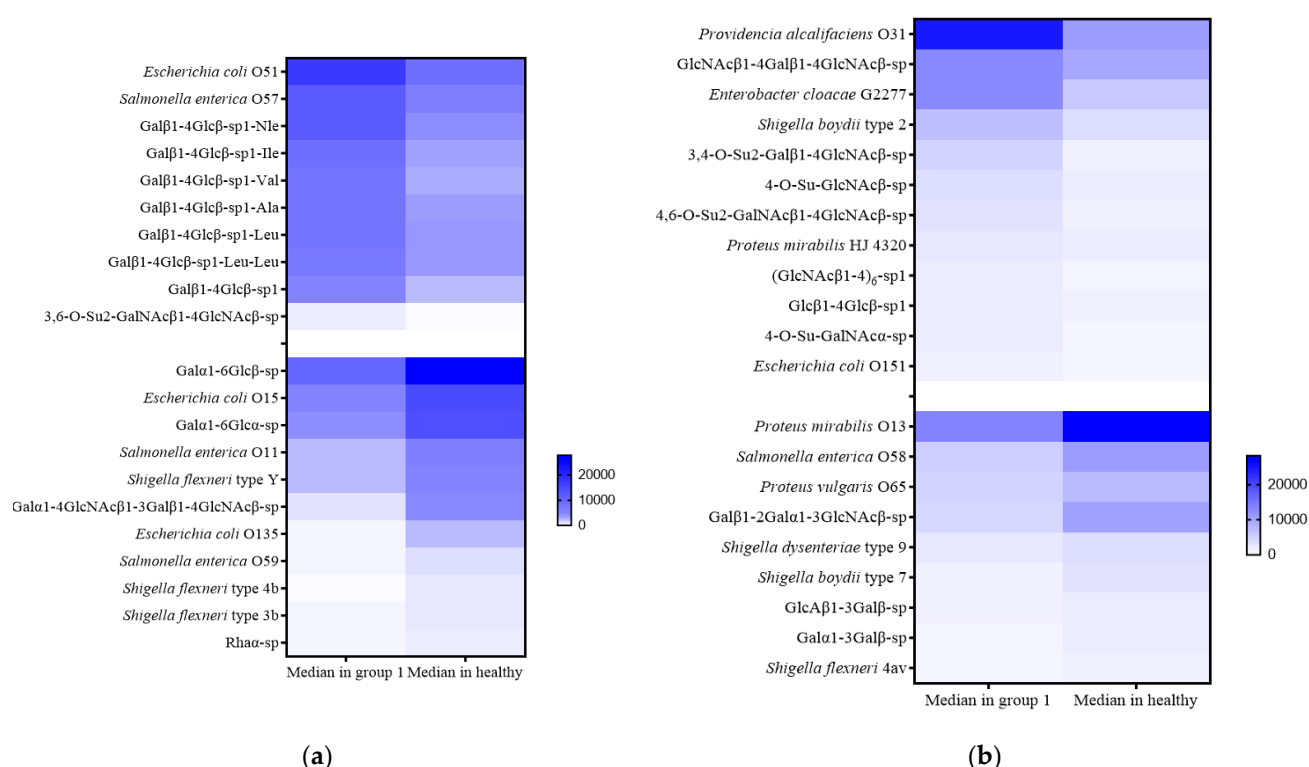 Escherichia coli O51
Salmonella enterica O57
Galβ1-4Glcβ-sp1-Nle
Galβ1-4Glcβ-sp1-Ile
Galβ1-4Glcβ-sp1-Val
Galβ1-4Glcβ-sp1-Ala
Galβ1-4Glcβ-sp1-Leu
Galβ1-4Glcβ-sp1-Leu-Leu
Galβ1-4Glcβ-sp1
3,6-O-Su2-GalNAcβ1-4GlcNAcβ-sp
Galα1-6Glcβ-sp
Escherichia coli O15
Galα1-6Glcα-sp
Salmonella enterica O11
Shigella flexneri type Y
Galα1-4GlcNAcβ1-3Galβ1-4GlcNAcβ-sp
Escherichia coli O135
Salmonella enterica O59
Shigella flexneri type 4b
Shigella flexneri type 3b
Rhaα-sp
Median in group 1 Median in healthy
20000
10000
0
(a)
Providencia alcalifaciens O31
GlcNAcβ1-4Galβ1-4GlcNAcβ-sp
Enterobacter cloacae G2277
Shigella boydii type 2
3,4-O-Su2-Galβ1-4GlcNAcβ-sp
4-O-Su-GlcNAcβ-sp
4,6-O-Su2-GalNAcβ1-4GlcNAcβ-sp
Proteus mirabilis HJ 4320
(GlcNAcβ1-4)6-sp1
Glcβ1-4Glcβ-sp1
4-O-Su-GalNAcα-sp
Escherichia coli O151
Proteus mirabilis O13
Salmonella enterica O58
Proteus vulgaris O65
Galβ1-2Galα1-3GlcNAcβ-sp
Shigella dysenteriae type 9
Shigella boydii type 7
GlcAβ1-3Galβ-sp
Galα1-3Galβ-sp
Shigella flexneri 4av
Median in group 1 Median in healthy
20000
10000
0
(b)